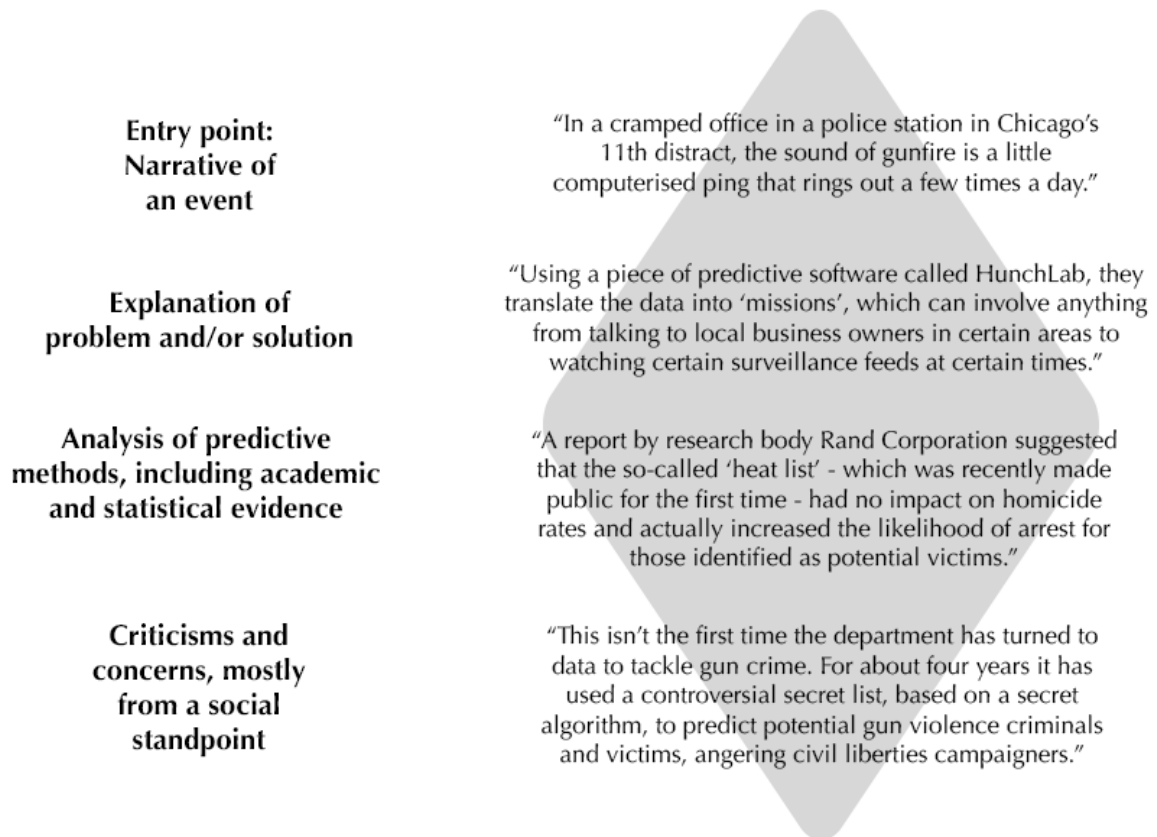 Entry point:
Narrative of
an event
“In a cramped office in a police station in Chicago’s
11th distract, the sound of gunfire is a little
computerised ping that rings out a few times a day.”
Explanation of
problem and/or solution
“Using a piece of predictive software called HunchLab, they
translate the data into ‘missions’, which can involve anything
from talking to local business owners in certain areas to
watching certain surveillance feeds at certain times.”
Analysis of predictive
methods, including academic
and statistical evidence
“A report by research body Rand Corporation suggested
that the so-called ‘heat list’ - which was recently made
public for the first time - had no impact on homicide
rates and actually increased the likelihood of arrest for
those identified as potential victims.”
Criticisms and
concerns, mostly
from a social
standpoint
“This isn’t the first time the department has turned to
data to tackle gun crime. For about four years it has
used a controversial secret list, based on a secret
algorithm, to predict potential gun violence criminals
and victims, angering civil liberties campaigners.”